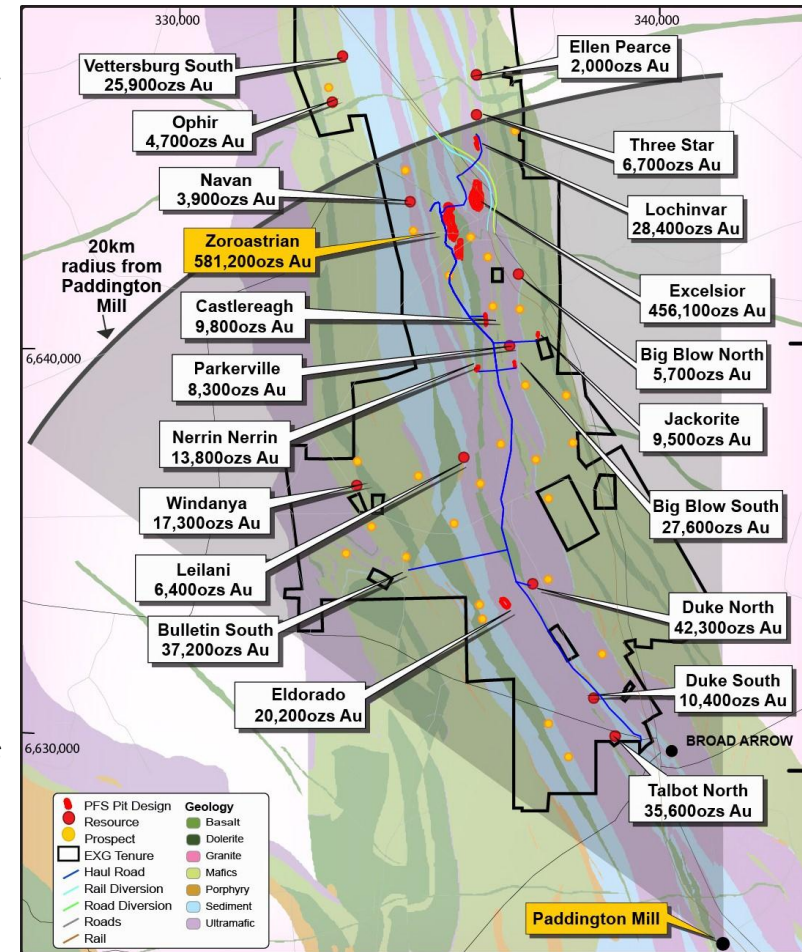 330,000
340,000
Vettersburg South
25,900ozs Au
Ellen Pearce
2,000ozs Au
Ophir
4,700ozs Au
Three Star
6,700ozs Au
Navan
3,900ozs Au
Lochinvar
28,400ozs Au
20km
radius from
Paddington
Mill
Zoroastrian
581,200ozs Au
Castlereagh
9,800ozs Au
Excelsior
456,100ozs Au
6,640,000
Parkerville
8,300ozs Au
Big Blow North
5,700ozs Au
Nerrin Nerrin
13,800ozs Au
Jackorite
9,500ozs Au
Windanya
17,300ozs Au
Big Blow South
27,600ozs Au
Leilani
6,400ozs Au
Bulletin South
37,200ozs Au
Duke North
42,300ozs Au
Eldorado
20,200ozs Au
Duke South
10,400ozs Au
6,630,000
BROAD ARROW
Talbot North
35,600ozs Au
PFS Pit Design
Resource
Prospect
EXG Tenure
Haul Road
Rail Diversion
Road Diversion
Roads
Rail
Geology
Basalt
Dolerite
Granite
Mafics
Porphyry
Sediment
Ultramafic
Paddington Mill